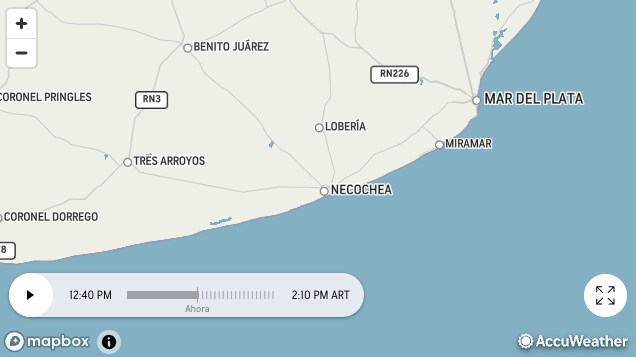 +
BENITO JUÁREZ
−
RN226
CORONEL PRINGLES
RN3
MAR DEL PLATA
LOBERÍA
MIRAMAR
TRES ARROYOS
NECOCHEA
CORONEL DORREGO
8
12:40 PM
2:10 PM ART
Ahora
mapbox
i
AccuWeather